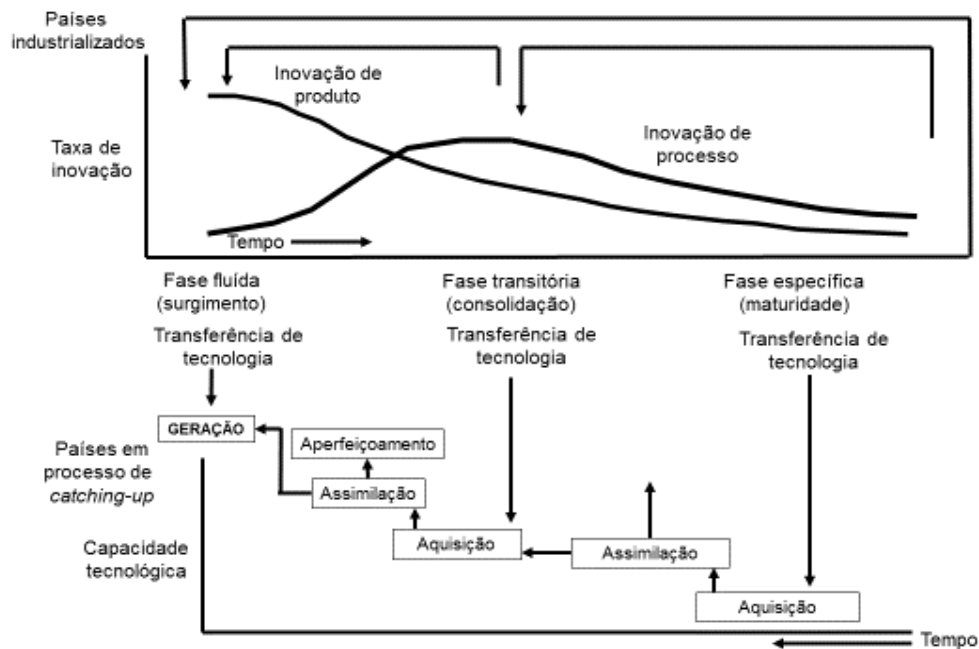 Países
industrializados
Inovação de
produto
Inovação de
processo
Taxa de
inovação
Tempo
Fase fluída
(surgimento)
Fase transitória
(consolidação)
Fase específica
(maturidade)
Transferência de
tecnologia
Transferência de
tecnologia
Transferência de
tecnologia
GERAÇÃO
Aperfeiçoamento
Países em
processo de
catching-up
Assimilação
Aquisição
Assimilação
Capacidade
tecnológica
Aquisição
Tempo